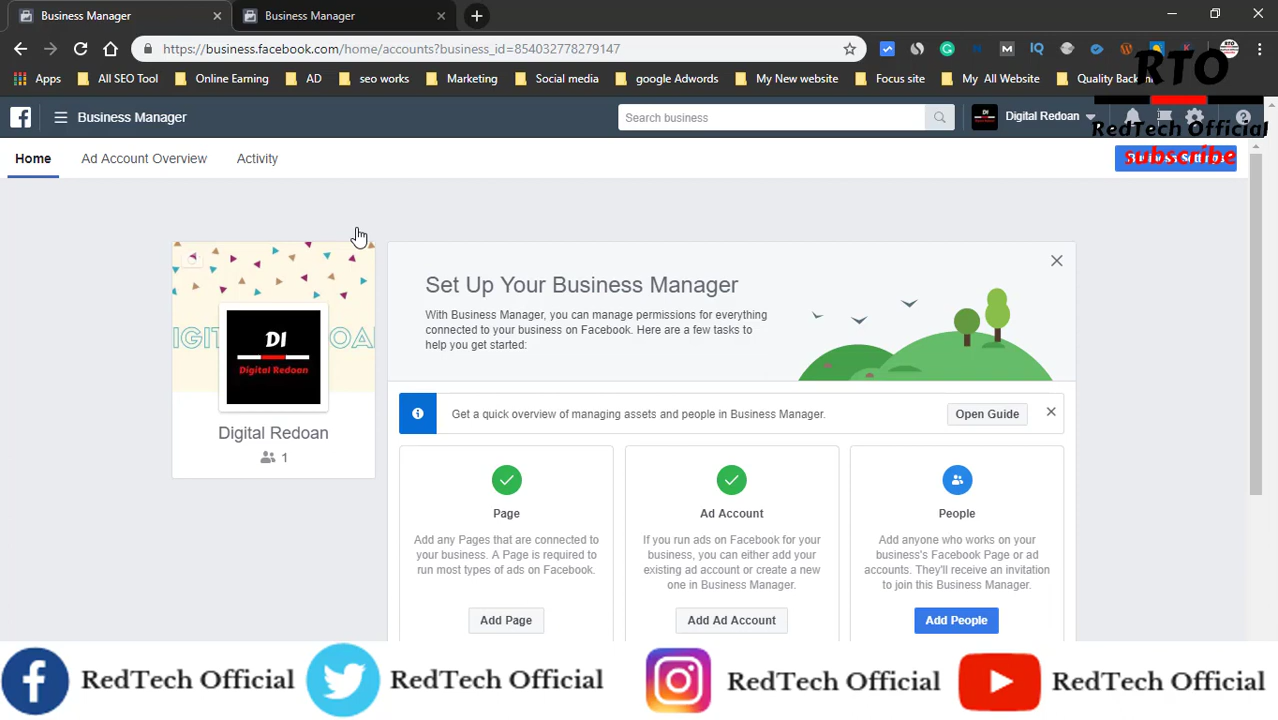 Business Manager
Business Manager
https://business.facebook.com/home/accounts?business_id=854032778279147
Apps
All SEO Tool
Online Earning
AD
seo works
Marketing
Social media
google Adwords
My New website
Focus site
My All Website
Quality Back
RTO
Business Manager
Search business
Digital Redoan
RedTech Official
subscribe
Home
Ad Account Overview
Activity
Business Settings
Set Up Your Business Manager
With Business Manager, you can manage permissions for everything
connected to your business on Facebook. Here are a few tasks to
help you get started:
DI
Digital Redoan
Digital Redoan
1
Get a quick overview of managing assets and people in Business Manager.
Open Guide
Page
Add any Pages that are connected to
your business. A Page is required to
run most types of ads on Facebook.
Add Page
Ad Account
If you run ads on Facebook for your
business, you can either add your
existing ad account or create a new
one in Business Manager.
Add Ad Account
People
Add anyone who works on your
business's Facebook Page or ad
accounts. They'll receive an invitation
to join this Business Manager.
Add People
RedTech Official
RedTech Official
RedTech Official
RedTech Official